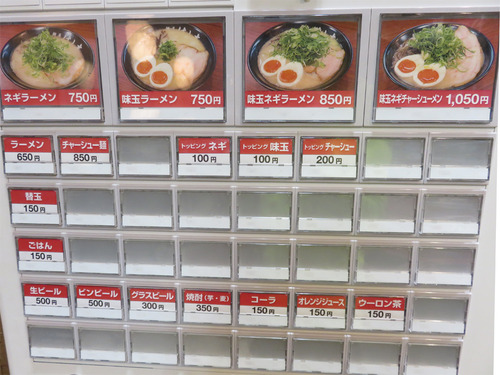 ネギラーメン 750円
味玉ラーメン 750円
味玉ネギラーメン 850円
味玉ネギチャーシューメン 1,050円
ラーメン
650円
チャーシュー麺
850円
トッピング ネギ
100円
トッピング 味玉
100円
トッピング チャーシュー
200円
替玉
150円
ごはん
150円
生ビール
500円
ビンビール
500円
グラスビール
300円
焼酎(芋・麦)
350円
コーラ
150円
オレンジジュース
150円
ウーロン茶
150円